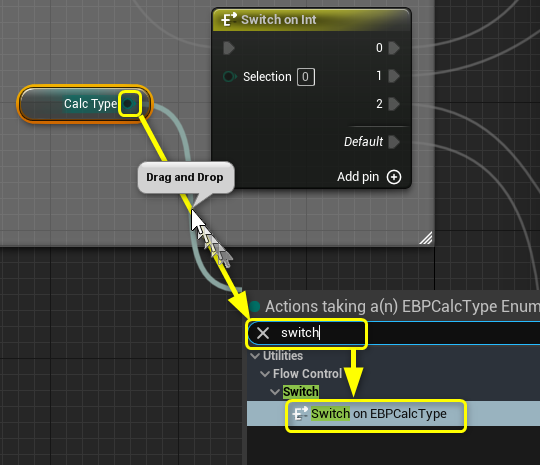 Switch on Int
0
Selection 0
1
Calc Type
2
Default
Drag and Drop
Add pin
Actions taking a(n) EBPCalcType Enum
switch
Utilities
Flow Control
Switch
Switch on EBPCalcType